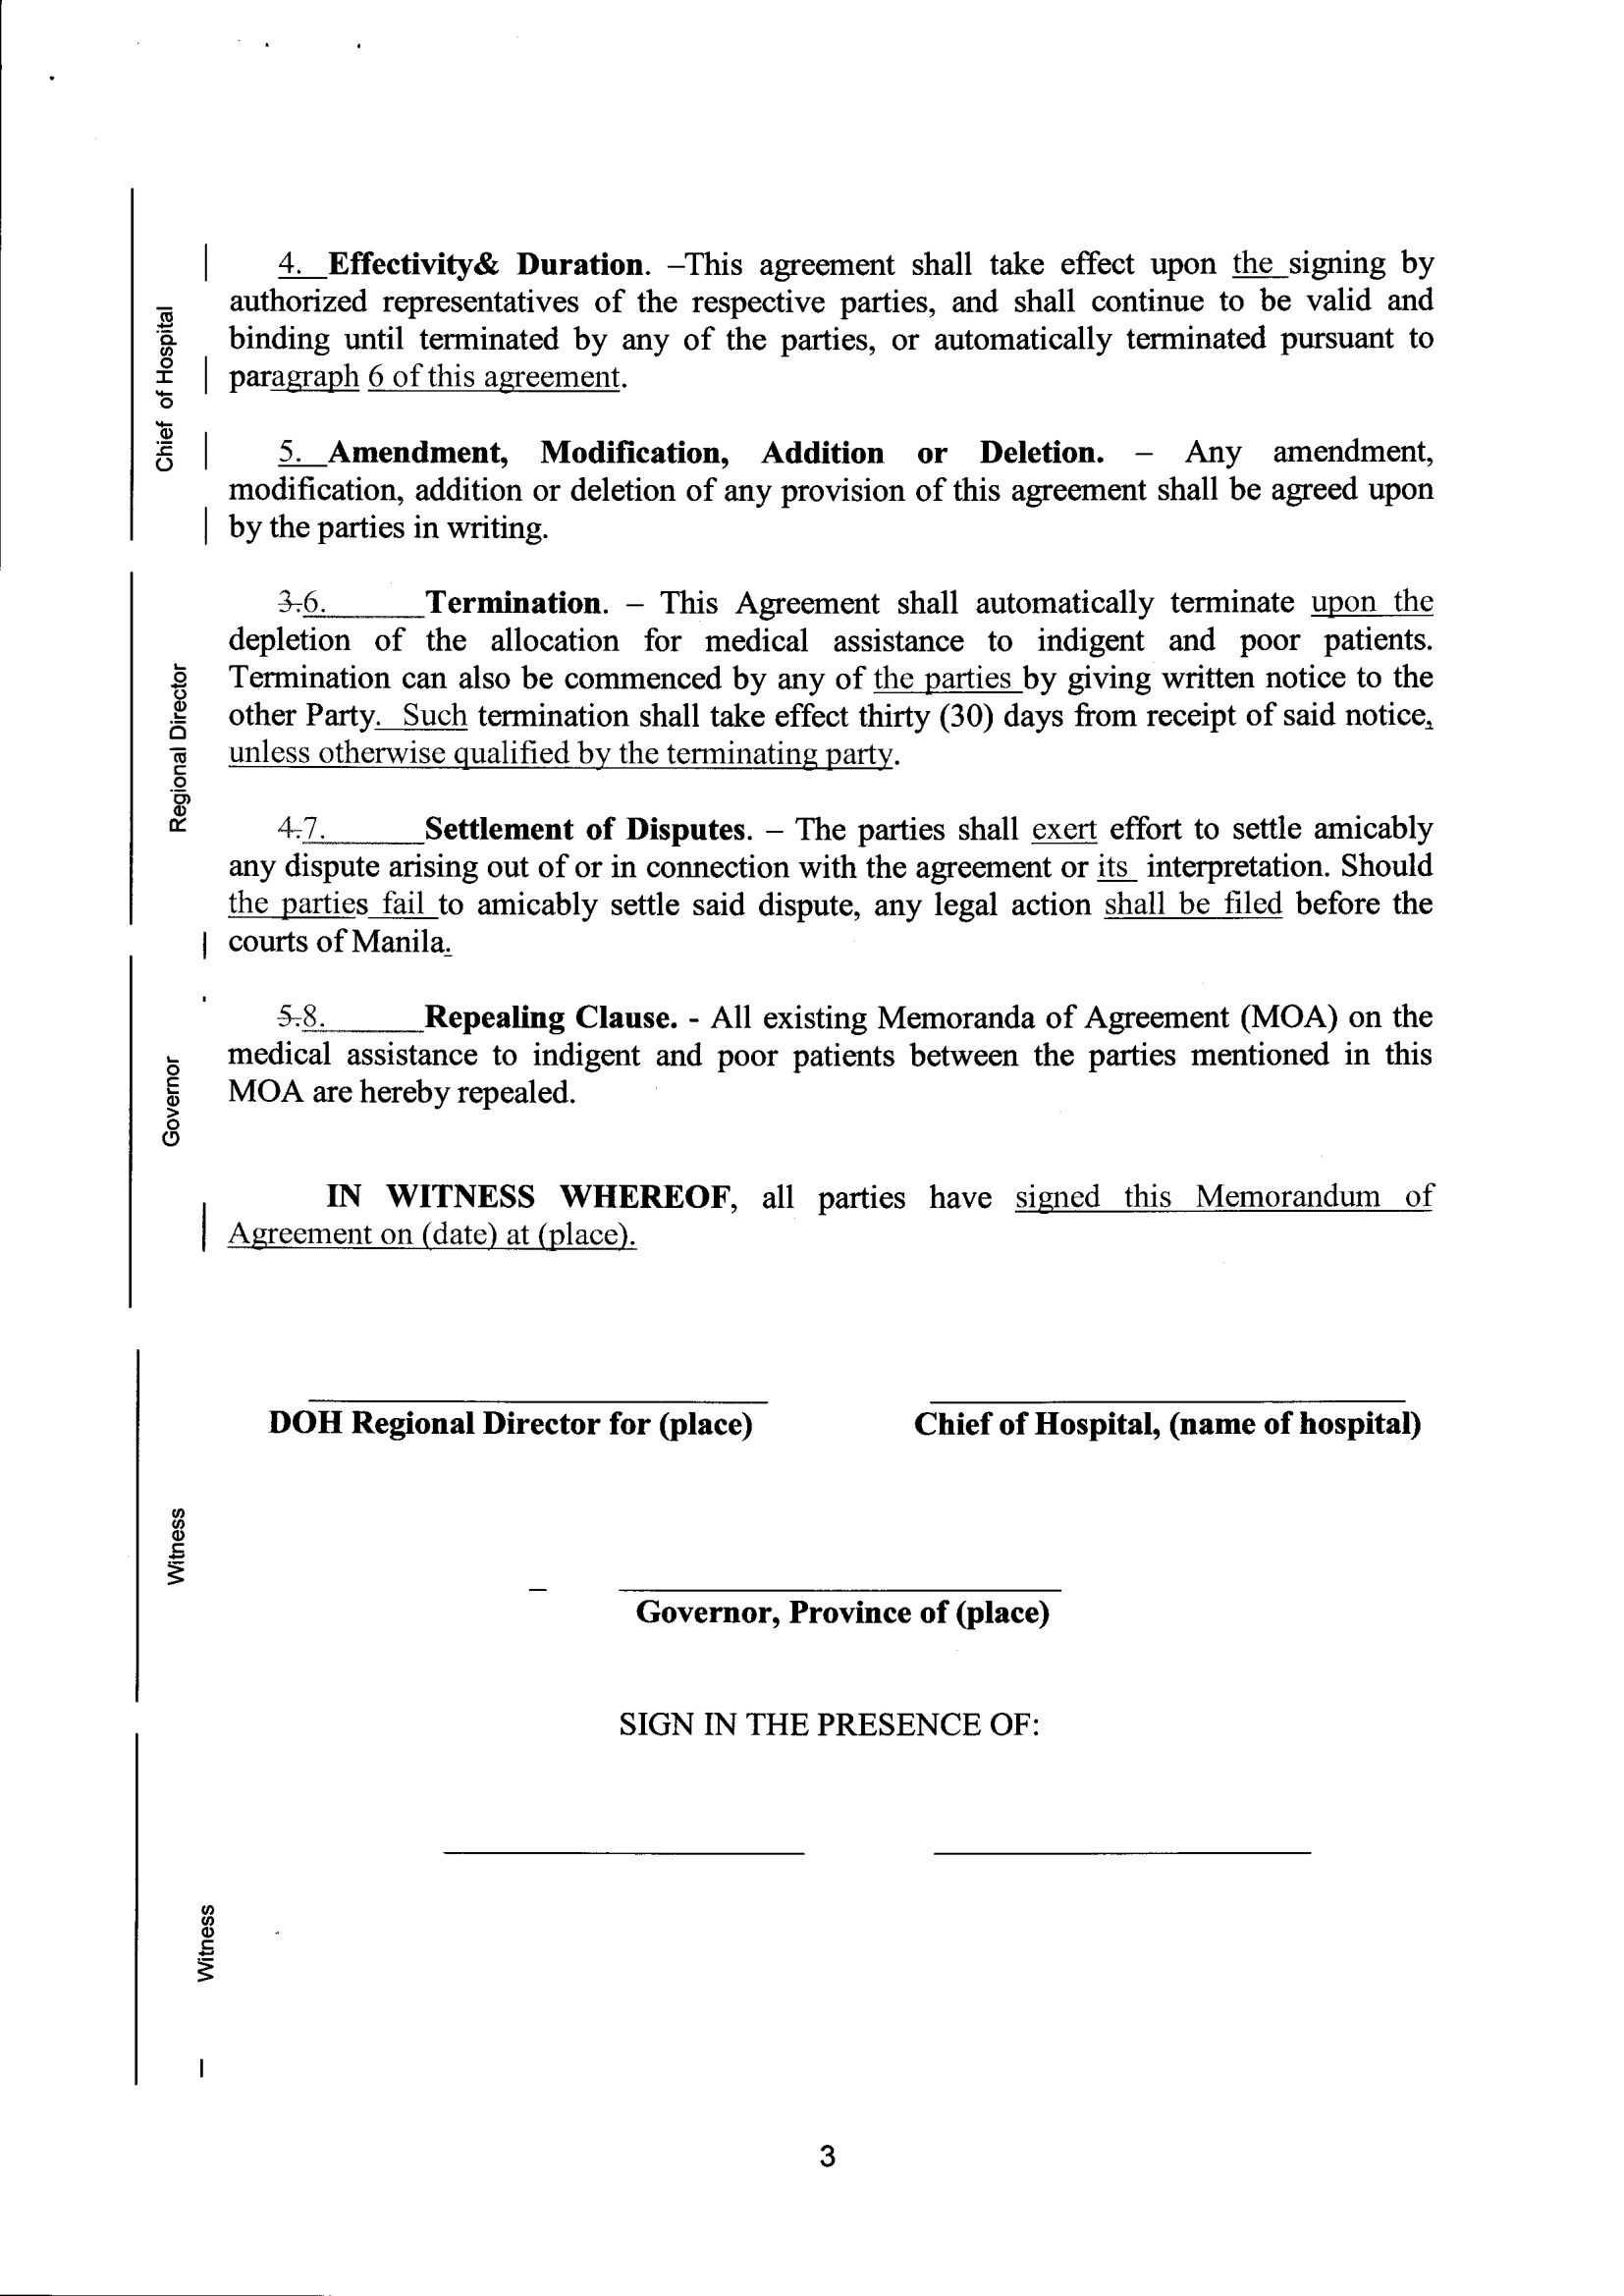 4. Effectivity& Duration. –This agreement shall take effect upon the signing by
authorized representatives of the respective parties, and shall continue to be valid and
binding until terminated by any of the parties, or automatically terminated pursuant to
paragraph 6 of this agreement.
5. Amendment, Modification, Addition or Deletion. – Any amendment,
modification, addition or deletion of any provision of this agreement shall be agreed upon
by the parties in writing.
3.6. Termination. – This Agreement shall automatically terminate upon the
depletion of the allocation for medical assistance to indigent and poor patients.
Termination can also be commenced by any of the parties by giving written notice to the
other Party. Such termination shall take effect thirty (30) days from receipt of said notice,
unless otherwise qualified by the terminating party.
4.7. Settlement of Disputes. – The parties shall exert effort to settle amicably
any dispute arising out of or in connection with the agreement or its interpretation. Should
the parties fail to amicably settle said dispute, any legal action shall be filed before the
courts of Manila.
5.8. Repealing Clause. - All existing Memoranda of Agreement (MOA) on the
medical assistance to indigent and poor patients between the parties mentioned in this
MOA are hereby repealed.
IN WITNESS WHEREOF, all parties have signed this Memorandum of
Agreement on (date) at (place).
DOH Regional Director for (place)
Chief of Hospital, (name of hospital)
Governor, Province of (place)
SIGN IN THE PRESENCE OF:
Chief of Hospital
Regional Director
Governor
Witness
Witness
3